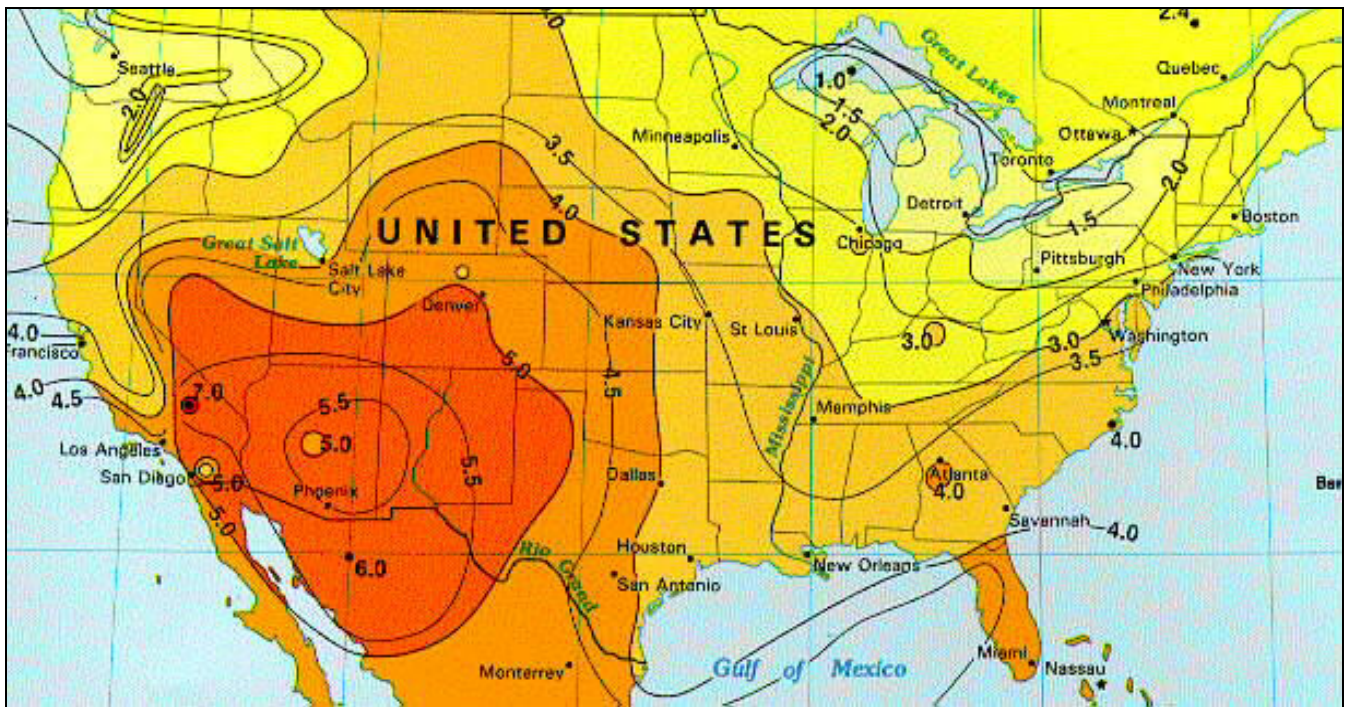 2.4
3.0
Great Lakes
Seattle
Quebec
1.0
2.0
Montreal
1.5
Minneapolis
2.0
Ottawa
Toronto
3.5
2.0
4.0
Detroit
1.5
Boston
UNITED STATES
Great Salt
Lake
Chicago
Salt Lake
City
Pittsburgh
New York
Denver
Philadelphia
4.0
Francisco
Kansas City
St Louis
3.0
3.0
Washington
5.0
3.5
4.0
4.5
7.0
4.5
5.5
Mississippi
Memphis
Los Angeles
5.0
4.0
San Diego
5.0
5.5
Dallas
Atlanta
4.0
Phoenix
5.0
Savannah
4.0
Houston
Rio
Grand
New Orleans
6.0
San Antonio
Monterrey
Gulf of Mexico
Miami
Nassau